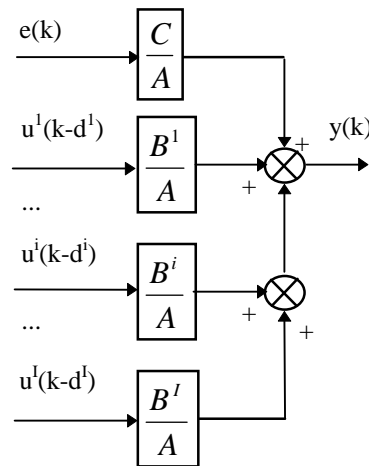 e(k)
C
A
+
y(k)
u¹(k-d¹)
B¹
A
+
...
uⁱ(k-dⁱ)
Bⁱ
A
+
+
...
uᴵ(k-dᴵ)
Bᴵ
A